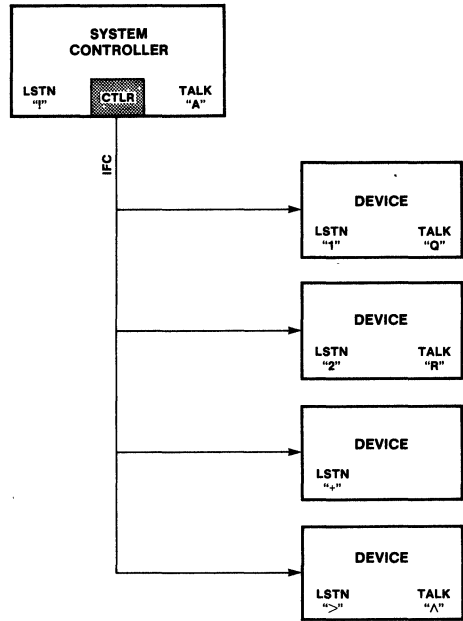 SYSTEM
CONTROLLER
LSTN
"!"
CTLR
TALK
"A"
IFC
DEVICE
LSTN
"1"
TALK
"Q"
DEVICE
LSTN
"2"
TALK
"R"
DEVICE
LSTN
"+"
DEVICE
LSTN
">"
TALK
"^"